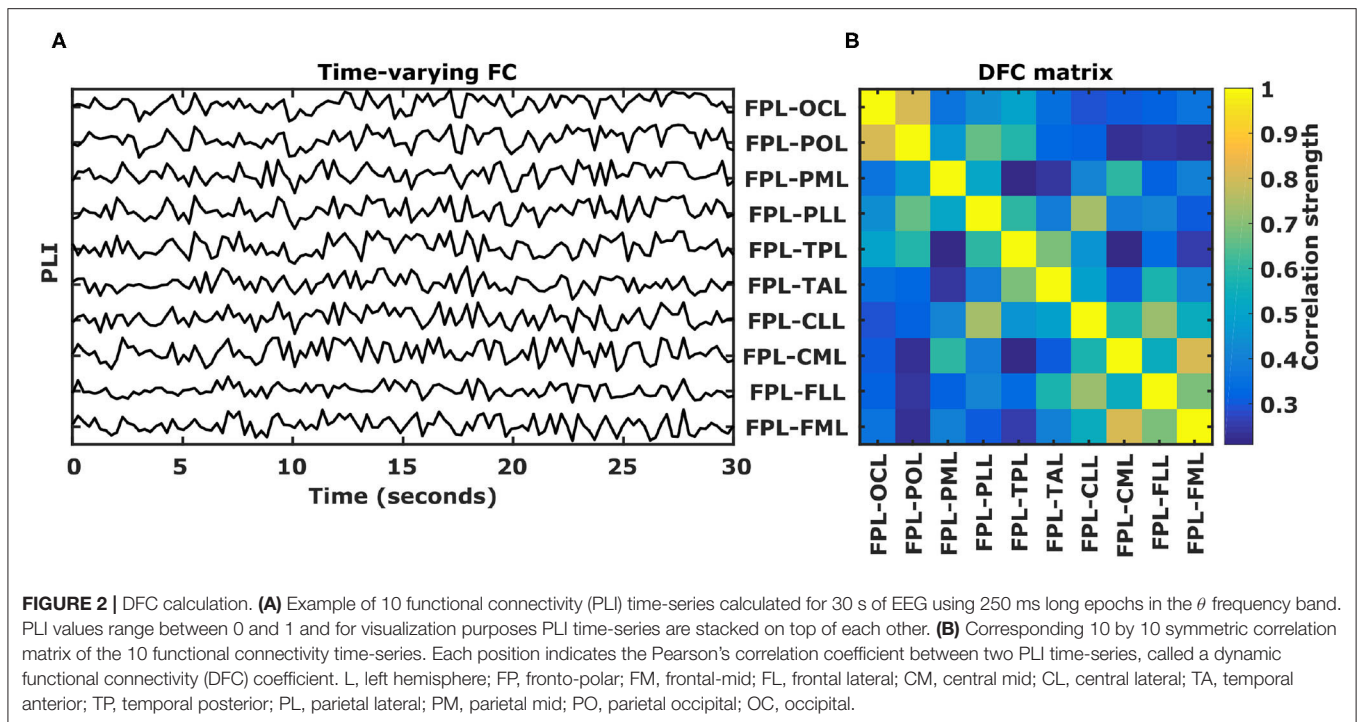 A
B
Time-varying FC
DFC matrix
PLI
FPL-OCL
FPL-POL
FPL-PML
FPL-PLL
FPL-TPL
FPL-TAL
FPL-CLL
FPL-CML
FPL-FLL
FPL-FML
0 5 10 15 20 25 30
Time (seconds)
FPL-OCL
FPL-POL
FPL-PML
FPL-PLL
FPL-TPL
FPL-TAL
FPL-CLL
FPL-CML
FPL-FLL
FPL-FML
1
0.9
0.8
0.7
0.6
0.5
0.4
0.3
Correlation strength
FIGURE 2 | DFC calculation. (A) Example of 10 functional connectivity (PLI) time-series calculated for 30 s of EEG using 250 ms long epochs in the θ frequency band.
PLI values range between 0 and 1 and for visualization purposes PLI time-series are stacked on top of each other. (B) Corresponding 10 by 10 symmetric correlation
matrix of the 10 functional connectivity time-series. Each position indicates the Pearson's correlation coefficient between two PLI time-series, called a dynamic
functional connectivity (DFC) coefficient. L, left hemisphere; FP, fronto-polar; FM, frontal-mid; FL, frontal lateral; CM, central mid; CL, central lateral; TA, temporal
anterior; TP, temporal posterior; PL, parietal lateral; PM, parietal mid; PO, parietal occipital; OC, occipital.